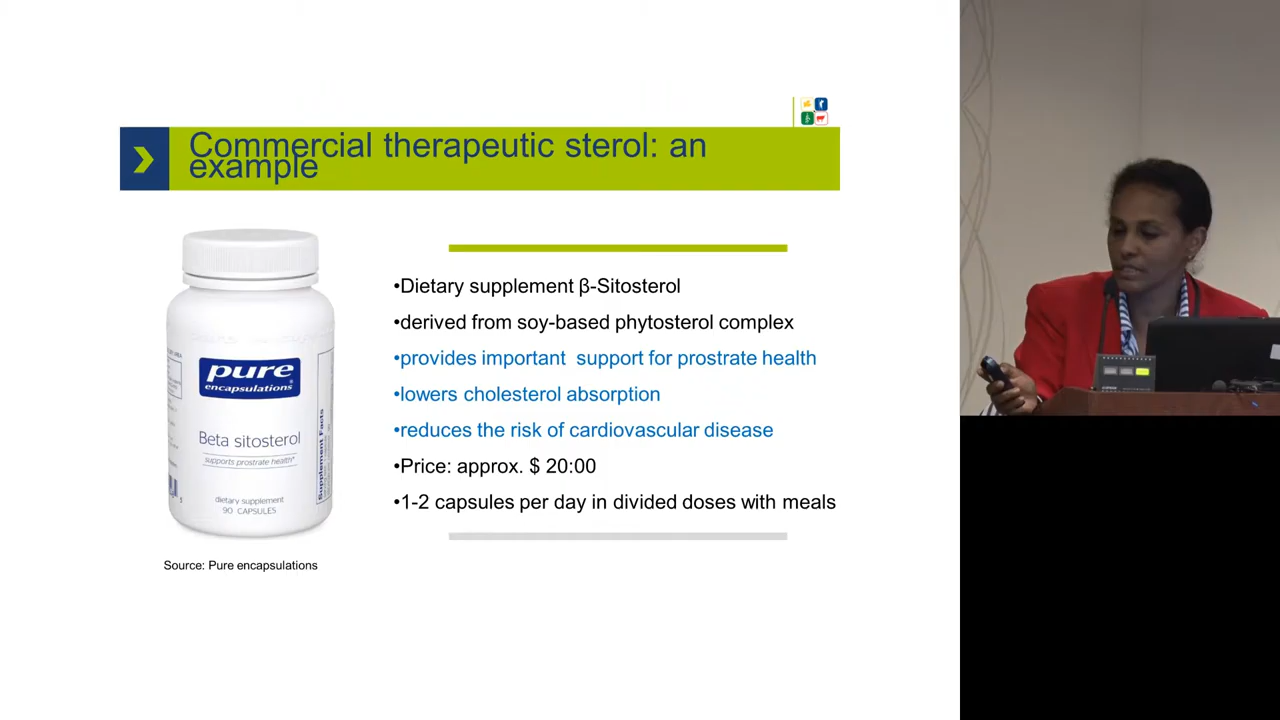 Commercial therapeutic sterol: an
example
pure
encapsulations
Beta sitosterol
supports prostrate health*
dietary supplement
90 CAPSULES
Supplement Facts
•Dietary supplement β-Sitosterol
•derived from soy-based phytosterol complex
•provides important  support for prostrate health
•lowers cholesterol absorption
•reduces the risk of cardiovascular disease
•Price: approx. $ 20:00
•1-2 capsules per day in divided doses with meals
Source: Pure encapsulations